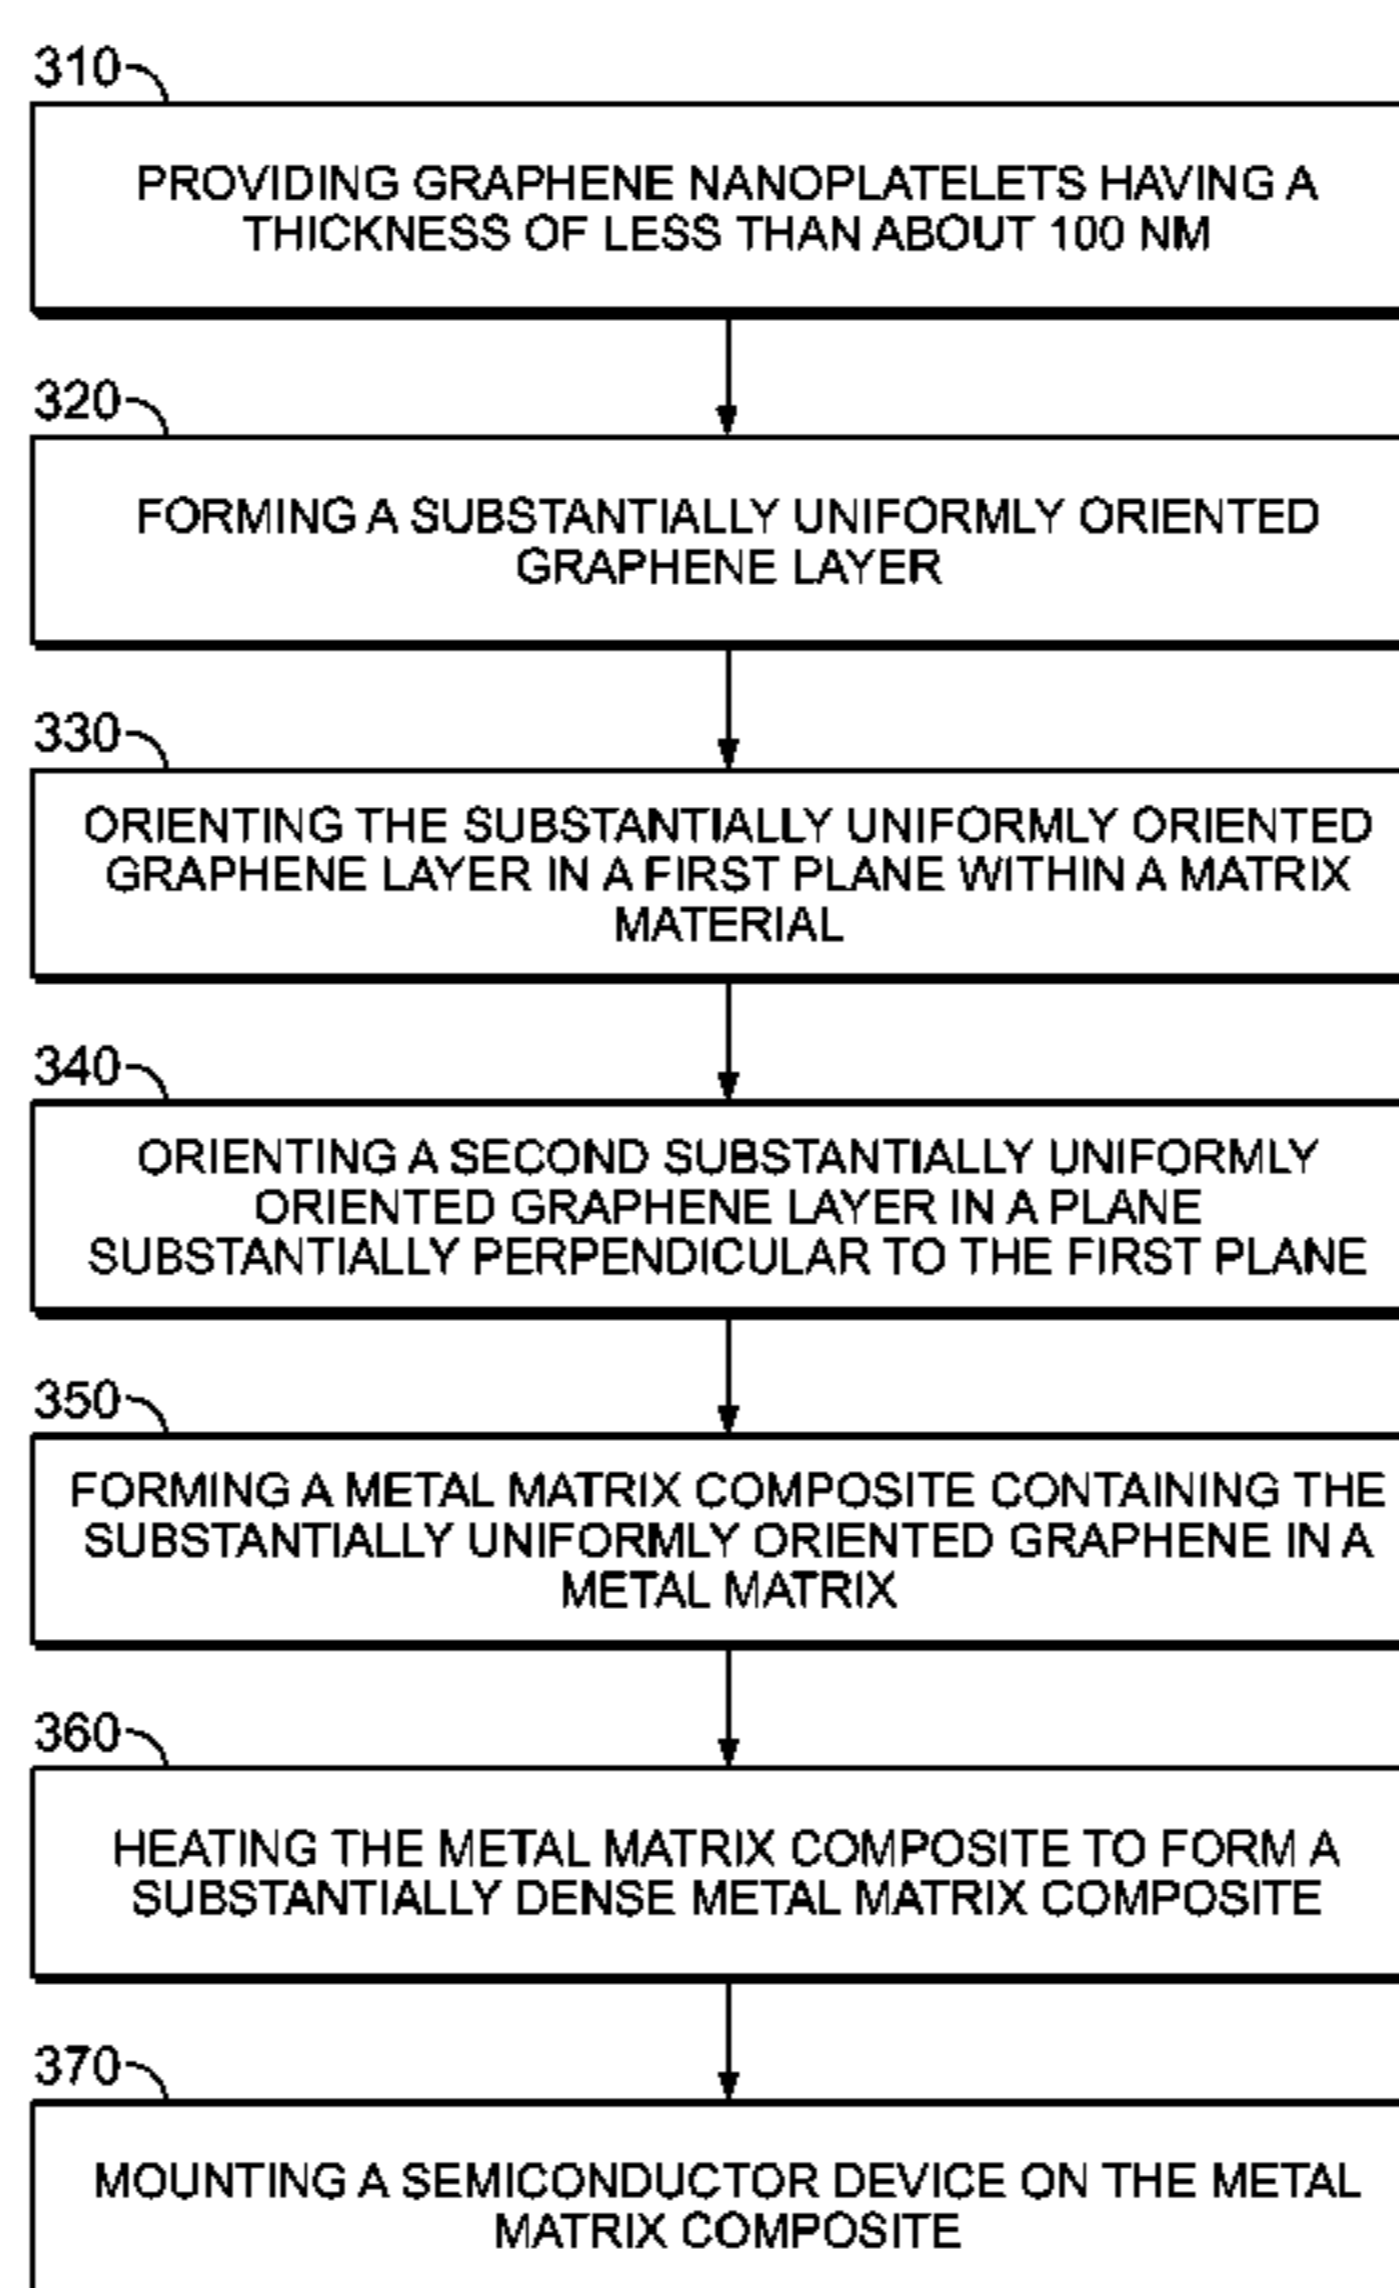 310
PROVIDING GRAPHENE NANOPLATELETS HAVING A
THICKNESS OF LESS THAN ABOUT 100 NM
320
FORMING A SUBSTANTIALLY UNIFORMLY ORIENTED
GRAPHENE LAYER
330
ORIENTING THE SUBSTANTIALLY UNIFORMLY ORIENTED
GRAPHENE LAYER IN A FIRST PLANE WITHIN A MATRIX
MATERIAL
340
ORIENTING A SECOND SUBSTANTIALLY UNIFORMLY
ORIENTED GRAPHENE LAYER IN A PLANE
SUBSTANTIALLY PERPENDICULAR TO THE FIRST PLANE
350
FORMING A METAL MATRIX COMPOSITE CONTAINING THE
SUBSTANTIALLY UNIFORMLY ORIENTED GRAPHENE IN A
METAL MATRIX
360
HEATING THE METAL MATRIX COMPOSITE TO FORM A
SUBSTANTIALLY DENSE METAL MATRIX COMPOSITE
370
MOUNTING A SEMICONDUCTOR DEVICE ON THE METAL
MATRIX COMPOSITE